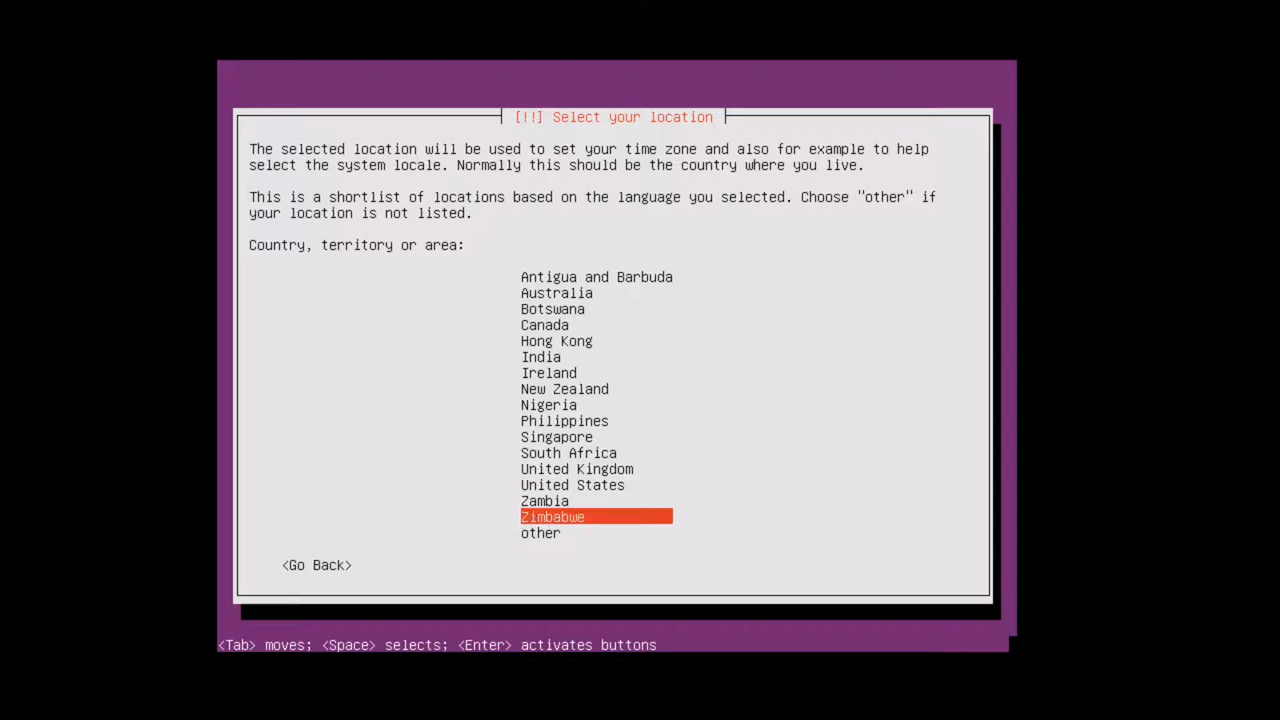 [!!] Select your location
The selected location will be used to set your time zone and also for example to help
select the system locale. Normally this should be the country where you live.
This is a shortlist of locations based on the language you selected. Choose "other" if
your location is not listed.
Country, territory or area:
Antigua and Barbuda
Australia
Botswana
Canada
Hong Kong
India
Ireland
New Zealand
Nigeria
Philippines
Singapore
South Africa
United Kingdom
United States
Zambia
Zimbabwe
other
<Go Back>
<Tab> moves; <Space> selects; <Enter> activates buttons